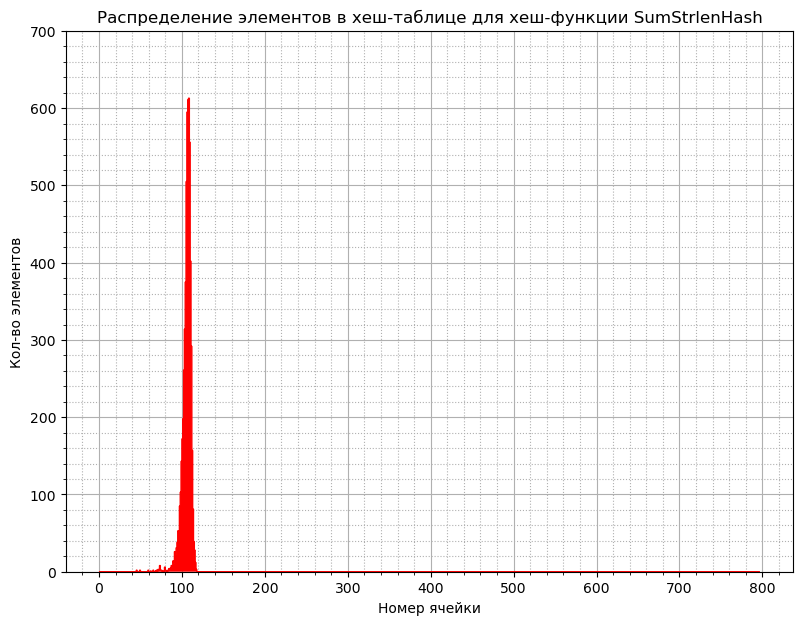 Распределение элементов в хеш-таблице для хеш-функции SumStrlenHash
700
600
500
400
300
200
100
0
Кол-во элементов
0 100 200 300 400 500 600 700 800
Номер ячейки